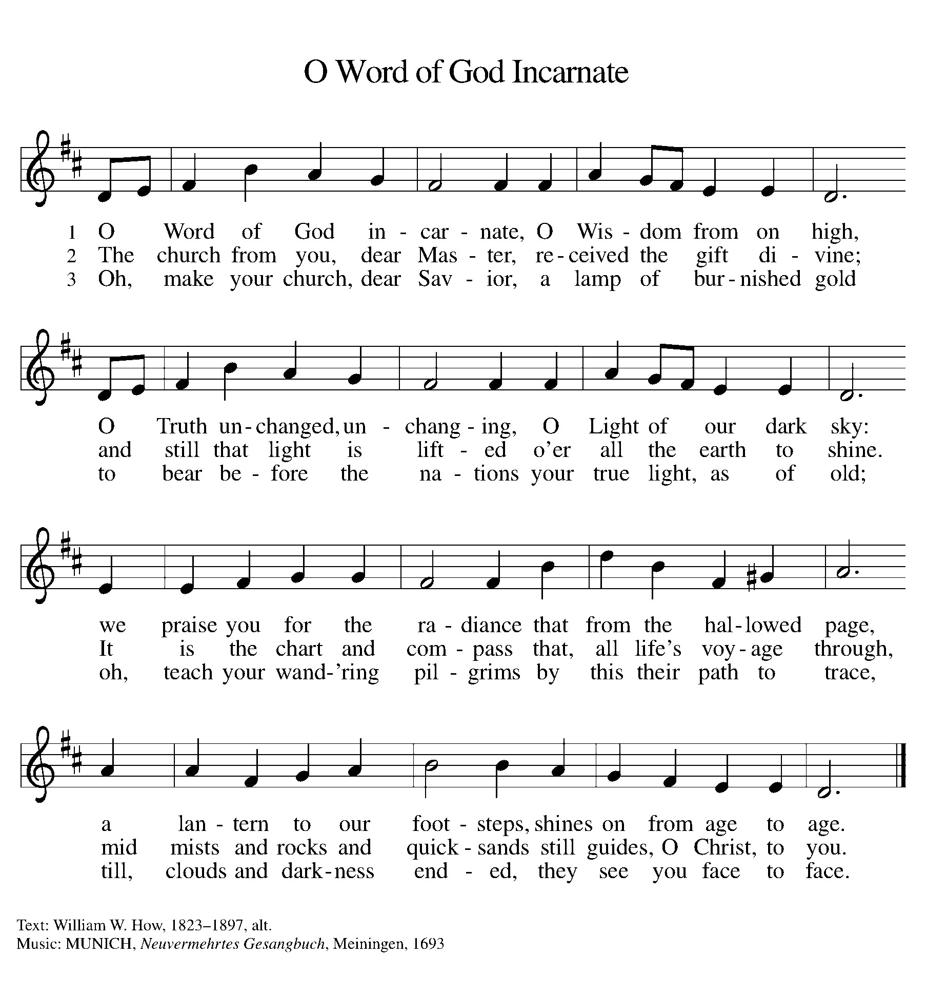 O Word of God Incarnate
1 O Word of God in - car - nate, O Wis - dom from on high,
2 The church from you, dear Mas - ter, re - ceived the gift di - vine;
3 Oh, make your church, dear Sav - ior, a lamp of bur - nished gold
O Truth un - changed, un - chang - ing, O Light of our dark sky:
and still that light is lift - ed o’er all the earth to shine.
to bear be - fore the na - tions your true light, as of old;
we praise you for the ra - diance that from the hal - lowed page,
It is the chart and com - pass that, all life’s voy - age through,
oh, teach your wand - ’ring pil - grims by this their path to trace,
a lan - tern to our foot - steps, shines on from age to age.
mid mists and rocks and quick - sands still guides, O Christ, to you.
till, clouds and dark - ness end - ed, they see you face to face.
Text: William W. How, 1823–1897, alt.
Music: MUNICH, Neuvermehrtes Gesangbuch, Meiningen, 1693